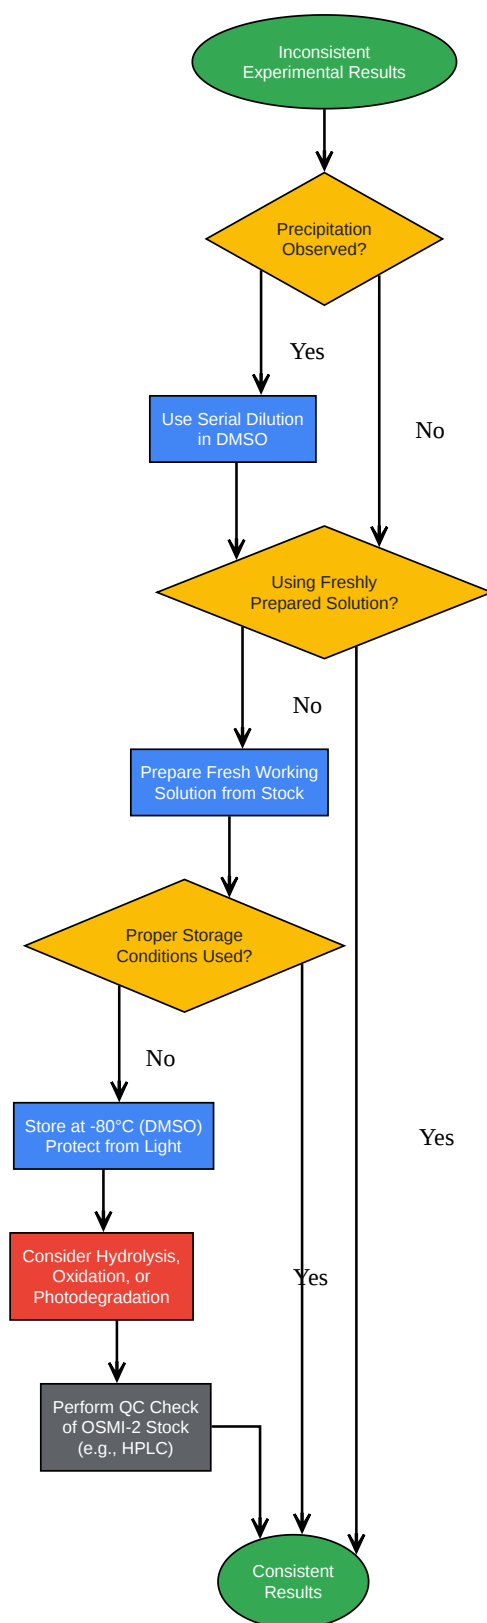 Inconsistent
Experimental Results
Precipitation
Observed?
Yes
Use Serial Dilution
in DMSO
No
Using Freshly
Prepared Solution?
No
Prepare Fresh Working
Solution from Stock
Proper Storage
Conditions Used?
No
Store at -80°C (DMSO)
Protect from Light
Yes
Consider Hydrolysis,
Oxidation, or
Photodegradation
Yes
Perform QC Check
of OSMI-2 Stock
(e.g., HPLC)
Consistent
Results